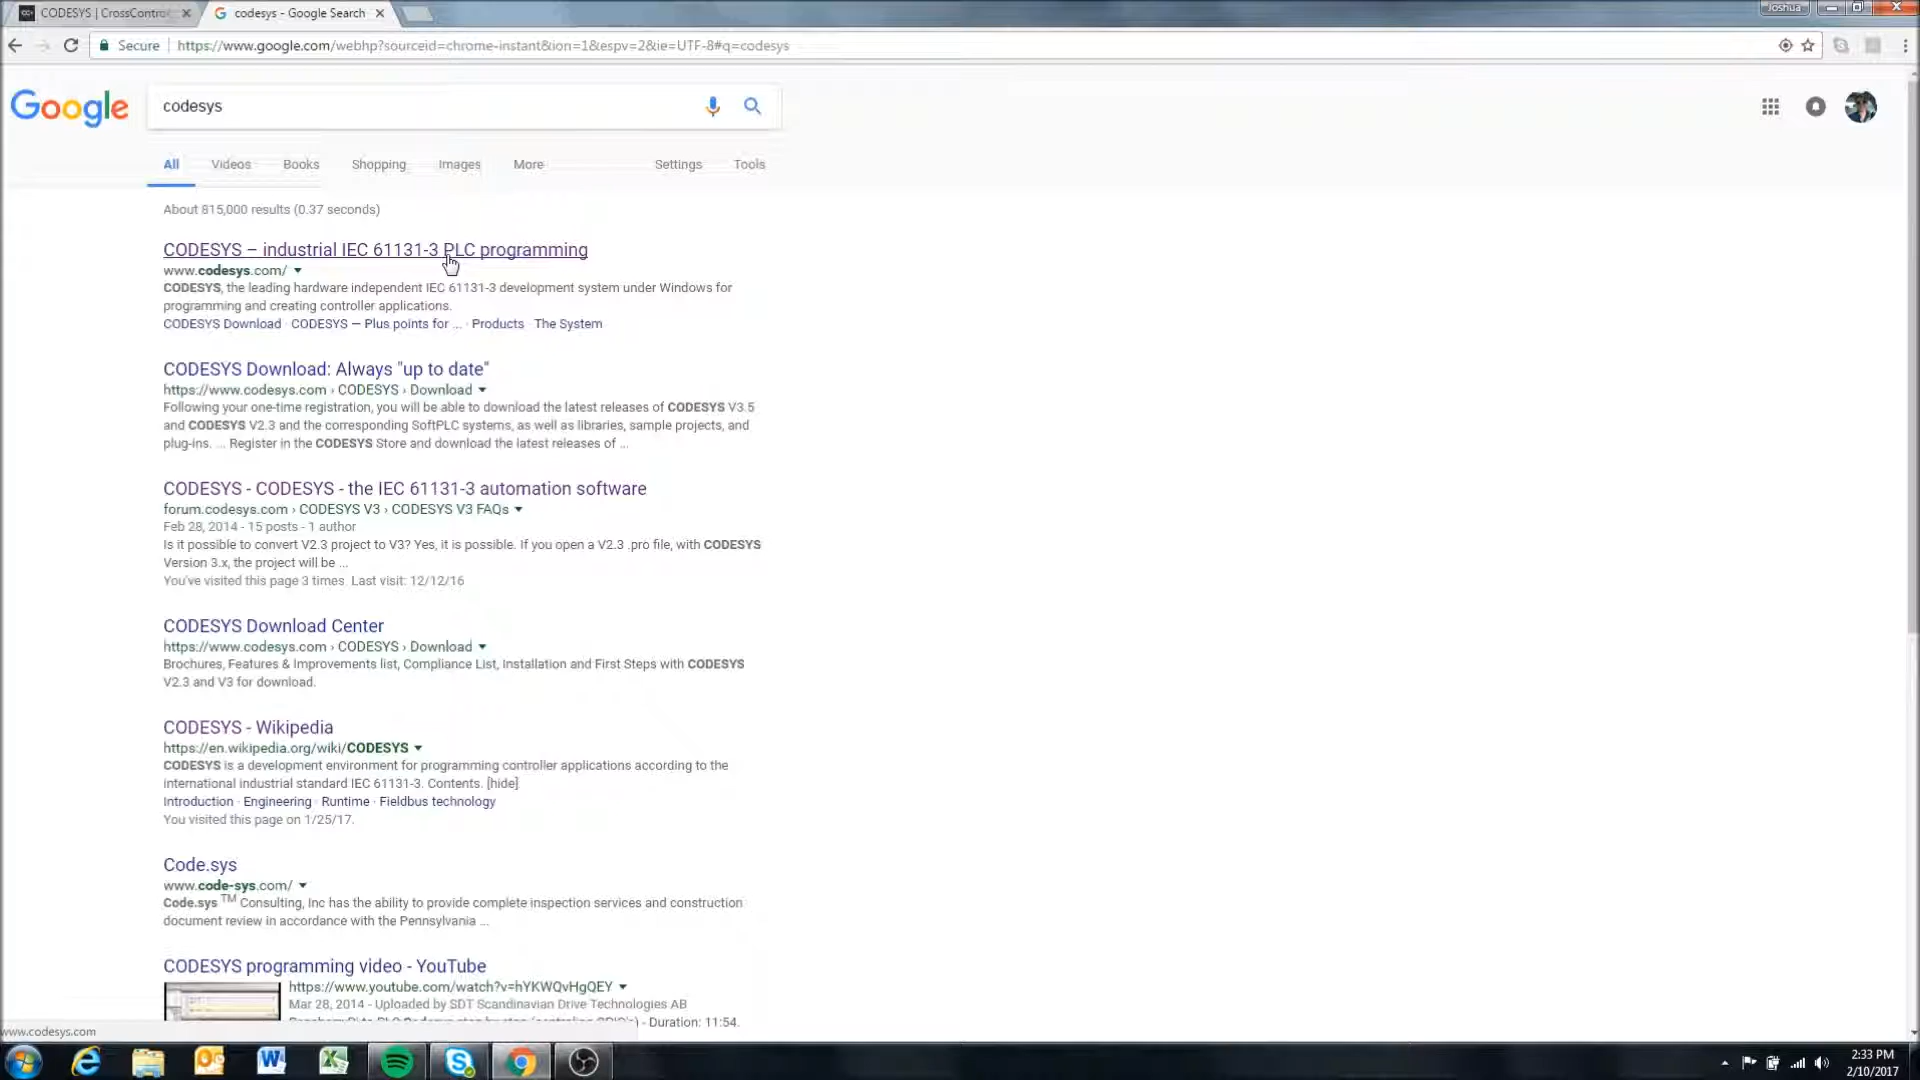 CODESYS | CrossContro
codesys - Google Search
Joshua
Secure
https://www.google.com/webhp?sourceid=chrome-instant&ion=1&espv=2&ie=UTF-8#q=codesys
Google
codesys
All Videos Books Shopping Images More Settings Tools
About 815,000 results (0.37 seconds)
CODESYS – industrial IEC 61131-3 PLC programming
www.codesys.com/
CODESYS, the leading hardware independent IEC 61131-3 development system under Windows for
programming and creating controller applications.
CODESYS Download · CODESYS — Plus points for ... · Products · The System
CODESYS Download: Always "up to date"
https://www.codesys.com › CODESYS › Download
Following your one-time registration, you will be able to download the latest releases of CODESYS V3.5
and CODESYS V2.3 and the corresponding SoftPLC systems, as well as libraries, sample projects, and
plug-ins. ... Register in the CODESYS Store and download the latest releases of ...
CODESYS - CODESYS - the IEC 61131-3 automation software
forum.codesys.com › CODESYS V3 › CODESYS V3 FAQs
Feb 28, 2014 - 15 posts - 1 author
Is it possible to convert V2.3 project to V3? Yes, it is possible. If you open a V2.3 .pro file, with CODESYS
Version 3.x, the project will be ...
You've visited this page 3 times. Last visit: 12/12/16
CODESYS Download Center
https://www.codesys.com › CODESYS › Download
Brochures, Features & Improvements list, Compliance List, Installation and First Steps with CODESYS
V2.3 and V3 for download.
CODESYS - Wikipedia
https://en.wikipedia.org/wiki/CODESYS
CODESYS is a development environment for programming controller applications according to the
international industrial standard IEC 61131-3. Contents. [hide]
Introduction · Engineering · Runtime · Fieldbus technology
You visited this page on 1/25/17.
Code.sys
www.code-sys.com/
Code.sys TM Consulting, Inc has the ability to provide complete inspection services and construction
document review in accordance with the Pennsylvania ...
CODESYS programming video - YouTube
https://www.youtube.com/watch?v=hYKWQvHgQEY
Mar 28, 2014 - Uploaded by SDT Scandinavian Drive Technologies AB
- Duration: 11:54.
www.codesys.com
2:33 PM
2/10/2017